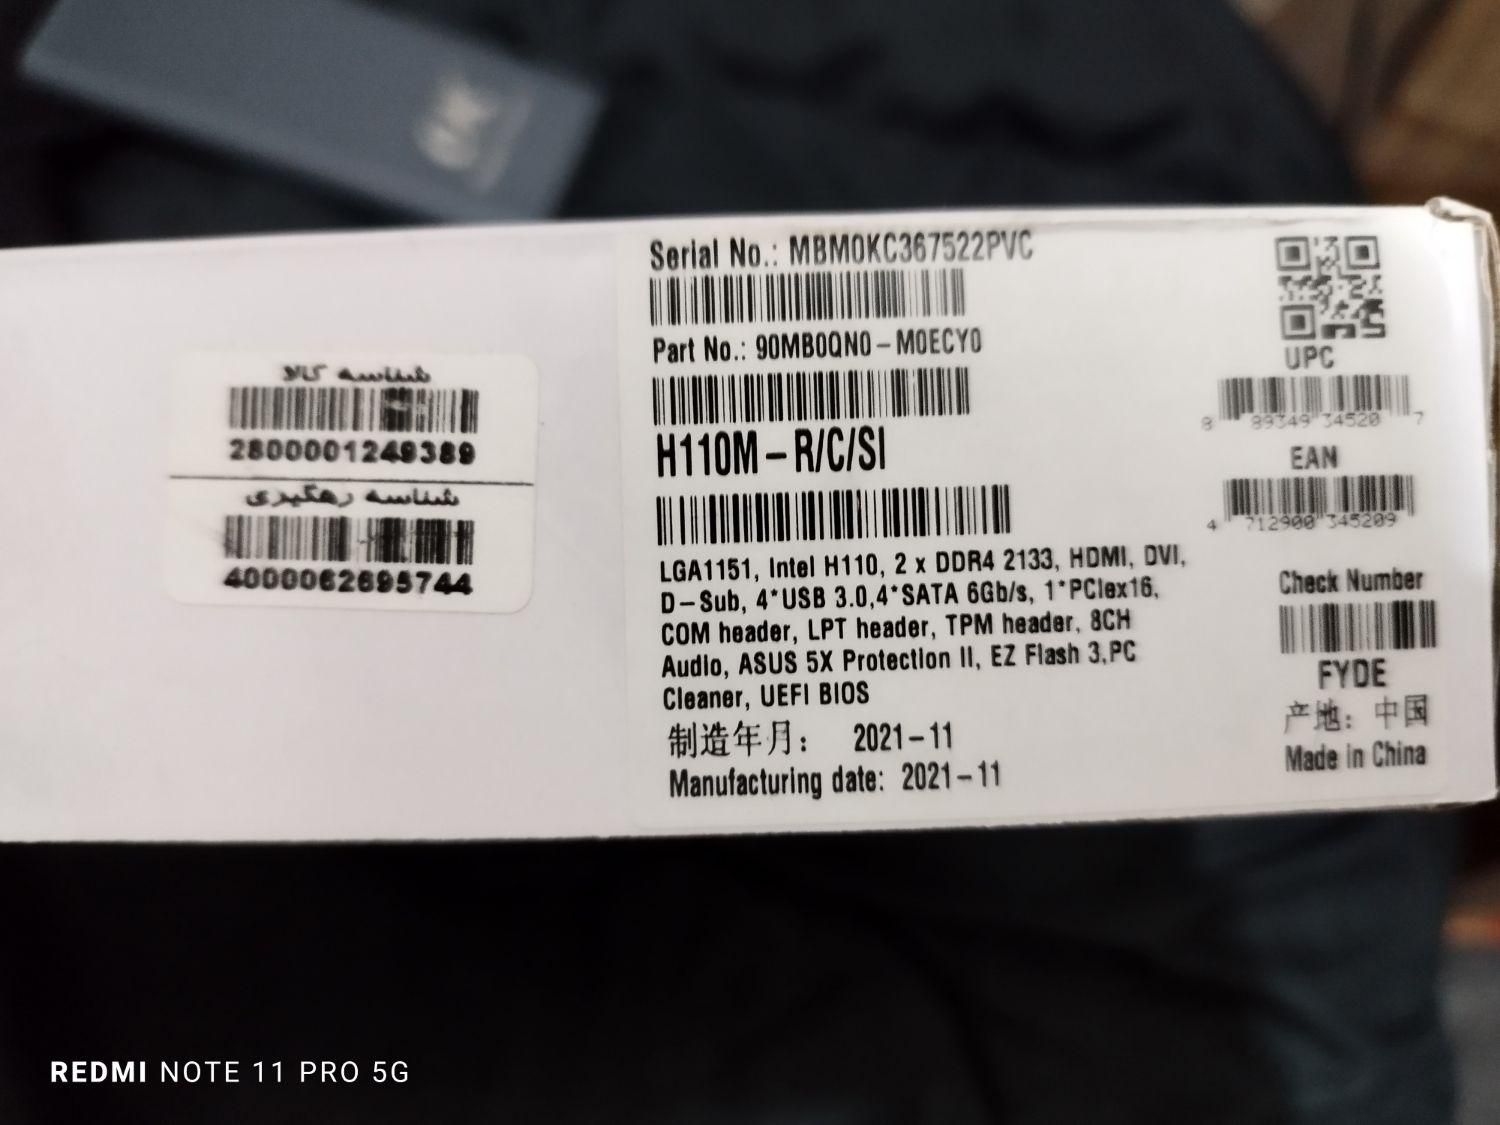 شناسه کالا
2800001249389
شناسه رهگیری
4000062695744
Serial No.: MBM0KC367522PVC
Part No.: 90MB0QN0-M0ECY0
H110M-R/C/SI
LGA1151, Intel H110, 2 x DDR4 2133, HDMI, DVI,
D-Sub, 4*USB 3.0,4*SATA 6Gb/s, 1*PCIex16,
COM header, LPT header, TPM header, 8CH
Audio, ASUS 5X Protection II, EZ Flash 3,PC
Cleaner, UEFI BIOS
制造年月: 2021-11
Manufacturing date: 2021-11
UPC
8 89349 34520 7
EAN
4 712900 345209
Check Number
FYDE
产地: 中国
Made in China
REDMI NOTE 11 PRO 5G